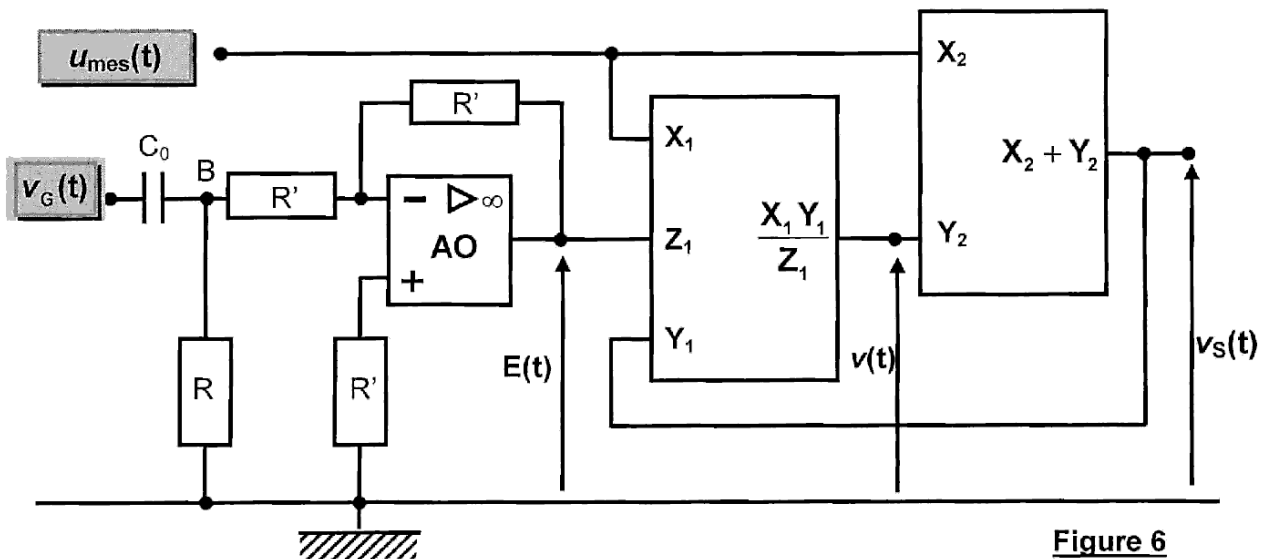 u_mes(t)
R'
X₂
C₀
X₁
X₂ + Y₂
v_G(t)
B
R'
− ▷ ∞
AO
+
Z₁
X₁ Y₁
Z₁
Y₂
Y₁
R
R'
E(t)
v(t)
v_S(t)
Figure 6